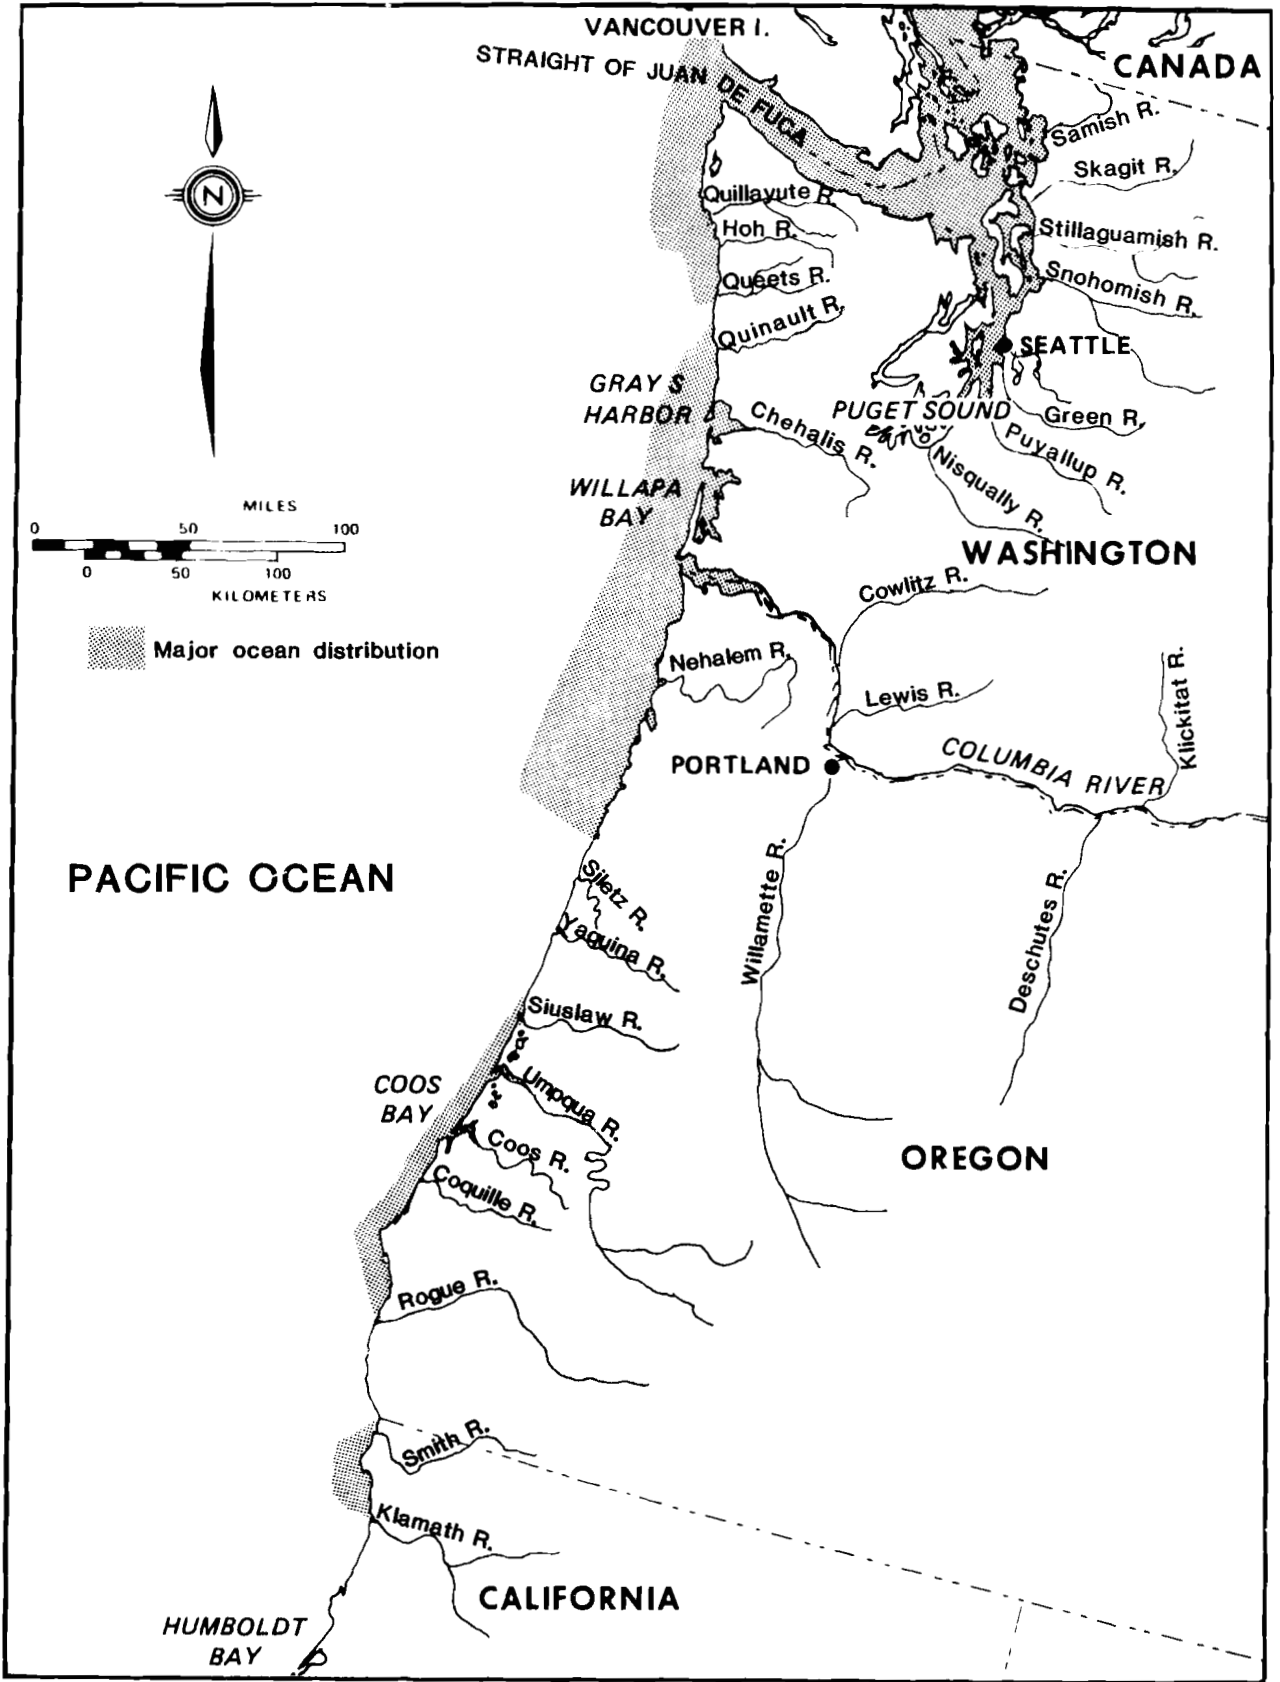 VANCOUVER I.
STRAIGHT OF JUAN DE FUCA
CANADA
Samish R.
Skagit R.
Quillayute R.
Hoh R.
Stillaguamish R.
Queets R.
Snohomish R.
Quinault R.
SEATTLE
GRAY S
HARBOR
Chehalis R.
PUGET SOUND
Green R.
Puyallup R.
Nisqually R.
WILLAPA
BAY
N
MILES
0 50 100
0 50 100
KILOMETERS
WASHINGTON
Cowlitz R.
Major ocean distribution
Nehalem R.
Lewis R.
Klickitat R.
PORTLAND
COLUMBIA RIVER
PACIFIC OCEAN
Siletz R.
Yaquina R.
Willamette R.
Deschutes R.
Siuslaw R.
COOS
BAY
Umpqua R.
Coos R.
Coquille R.
OREGON
Rogue R.
Smith R.
Klamath R.
CALIFORNIA
HUMBOLDT
BAY